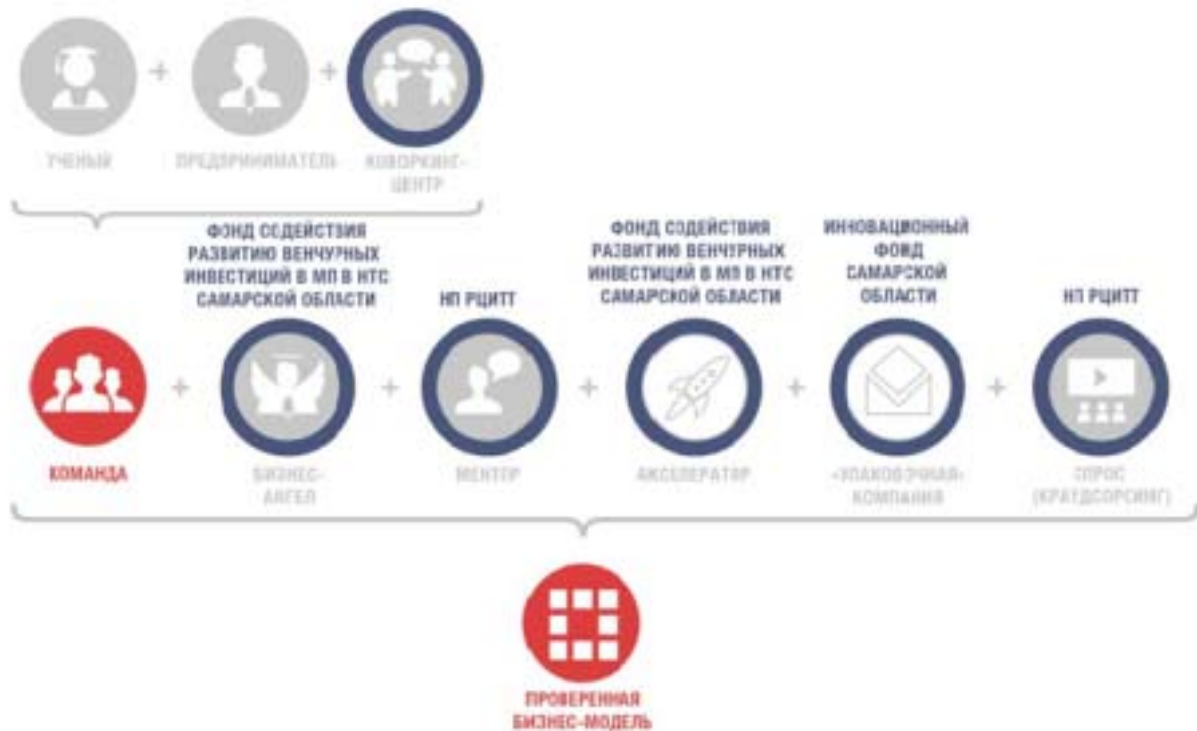 УЧЕНЫЙ
ПРЕДПРИНИМАТЕЛЬ
КОВОРКИНГ-
ЦЕНТР
ФОНД СОДЕЙСТВИЯ
РАЗВИТИЮ ВЕНЧУРНЫХ
ИНВЕСТИЦИЙ В МП В НТС
САМАРСКОЙ ОБЛАСТИ
НП РЦИТТ
ФОНД СОДЕЙСТВИЯ
РАЗВИТИЮ ВЕНЧУРНЫХ
ИНВЕСТИЦИЙ В МП В НТС
САМАРСКОЙ ОБЛАСТИ
ИННОВАЦИОННЫЙ
ФОНД
САМАРСКОЙ
ОБЛАСТИ
НП РЦИТТ
КОМАНДА
БИЗНЕС-
АНГЕЛ
МЕНТОР
АКСЕЛЕРАТОР
«УПАКОВОЧНАЯ»
КОМПАНИЯ
СПРОС
(КРАУДСОРСИНГ)
ПРОВЕРЕННАЯ
БИЗНЕС-МОДЕЛЬ